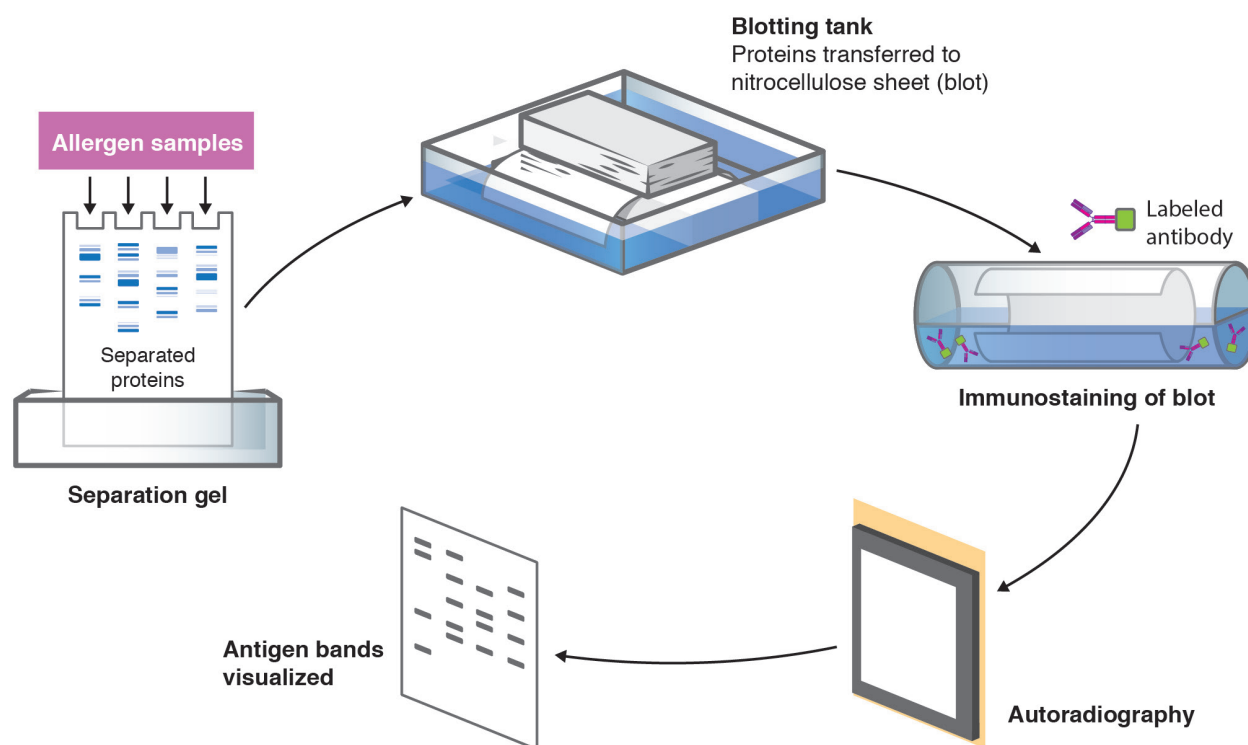 Blotting tank
Proteins transferred to
nitrocellulose sheet (blot)
Allergen samples
Labeled
antibody
Separated
proteins
Immunostaining of blot
Separation gel
Antigen bands
visualized
Autoradiography